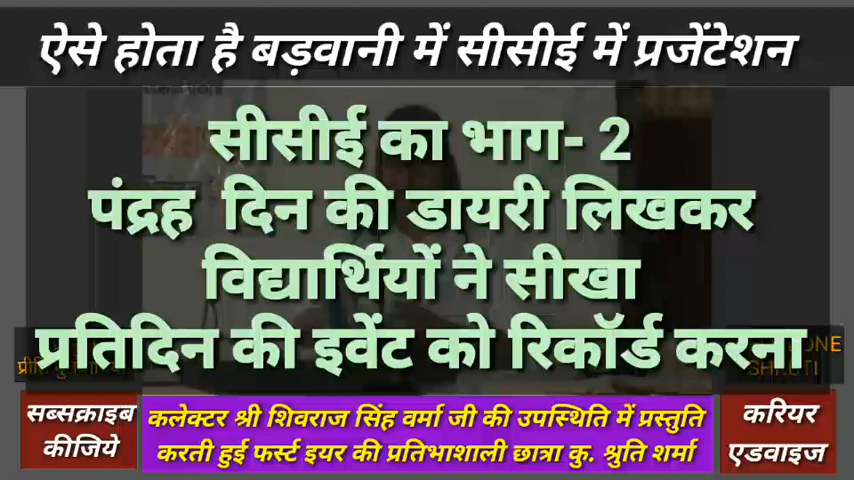 ऐसे होता है बड़वानी में सीसीई में प्रजेंटेशन
सीसीई का भाग- 2
पंद्रह दिन की डायरी लिखकर
विद्यार्थियों ने सीखा
प्रतिदिन की इवेंट को रिकॉर्ड करना
सब्सक्राइब
कीजिये
कलेक्टर श्री शिवराज सिंह वर्मा जी की उपस्थिति में प्रस्तुति
करती हुई फर्स्ट इयर की प्रतिभाशाली छात्रा कु. श्रुति शर्मा
करियर
एडवाइज